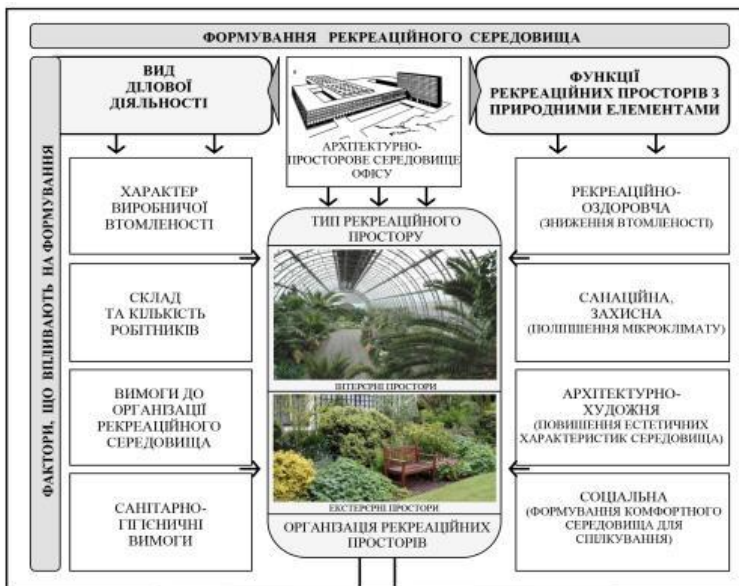 ФОРМУВАННЯ РЕКРЕАЦІЙНОГО СЕРЕДОВИЩА
ФАКТОРИ, ЩО ВПЛИВАЮТЬ НА ФОРМУВАННЯ
ВИД
ДІЛОВОЇ
ДІЯЛЬНОСТІ
ХАРАКТЕР
ВИРОБНИЧОЇ
ВТОМЛЕНОСТІ
СКЛАД
ТА КІЛЬКІСТЬ
РОБІТНИКІВ
ВИМОГИ ДО
ОРГАНІЗАЦІЇ
РЕКРЕАЦІЙНОГО
СЕРЕДОВИЩА
САНІТАРНО-
ГІГІЄНИЧНІ
ВИМОГИ
АРХІТЕКТУРНО-
ПРОСТОРОВЕ СЕРЕДОВИЩЕ
ОФІСУ
ТИП РЕКРЕАЦІЙНОГО
ПРОСТОРУ
ІНТЕР'ЄРНІ ПРОСТОРИ
ЕКСТЕР'ЄРНІ ПРОСТОРИ
ОРГАНІЗАЦІЯ РЕКРЕАЦІЙНИХ
ПРОСТОРІВ
ФУНКЦІЇ
РЕКРЕАЦІЙНИХ ПРОСТОРІВ З
ПРИРОДНИМИ ЕЛЕМЕНТАМИ
РЕКРЕАЦІЙНО-
ОЗДОРОВЧА
(ЗНИЖЕННЯ ВТОМЛЕНОСТІ)
САНАЦІЙНА,
ЗАХИСНА
(ПОЛІПШЕННЯ МІКРОКЛІМАТУ)
АРХІТЕКТУРНО-
ХУДОЖНЯ
(ПОВИШЕННЯ ЕСТЕТИЧНИХ
ХАРАКТЕРИСТИК СЕРЕДОВИЩА)
СОЦІАЛЬНА
(ФОРМУВАННЯ КОМФОРТНОГО
СЕРЕДОВИЩА ДЛЯ
СПІЛКУВАННЯ)